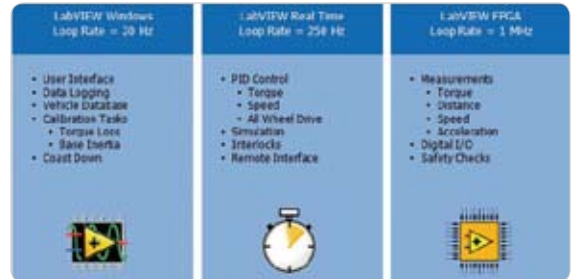 LabVIEW Windows
Loop Rate = 20 Hz
User Interface
Data Logging
Vehicle Database
Calibration Tasks
Torque Loss
Base Inertia
Coast Down
LabVIEW Real Time
Loop Rate = 250 Hz
PID Control
Torque
Speed
All Wheel Drive
Simulation
Interlocks
Remote Interface
LabVIEW FPGA
Loop Rate = 1 MHz
Measurements
Torque
Distance
Speed
Acceleration
Digital I/O
Safety Checks